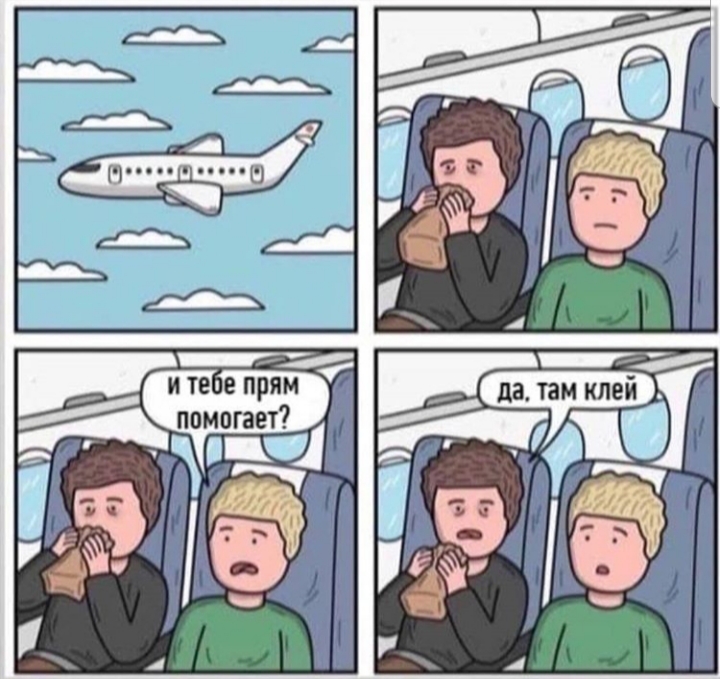 и тебе прям
помогает?
да, там клей